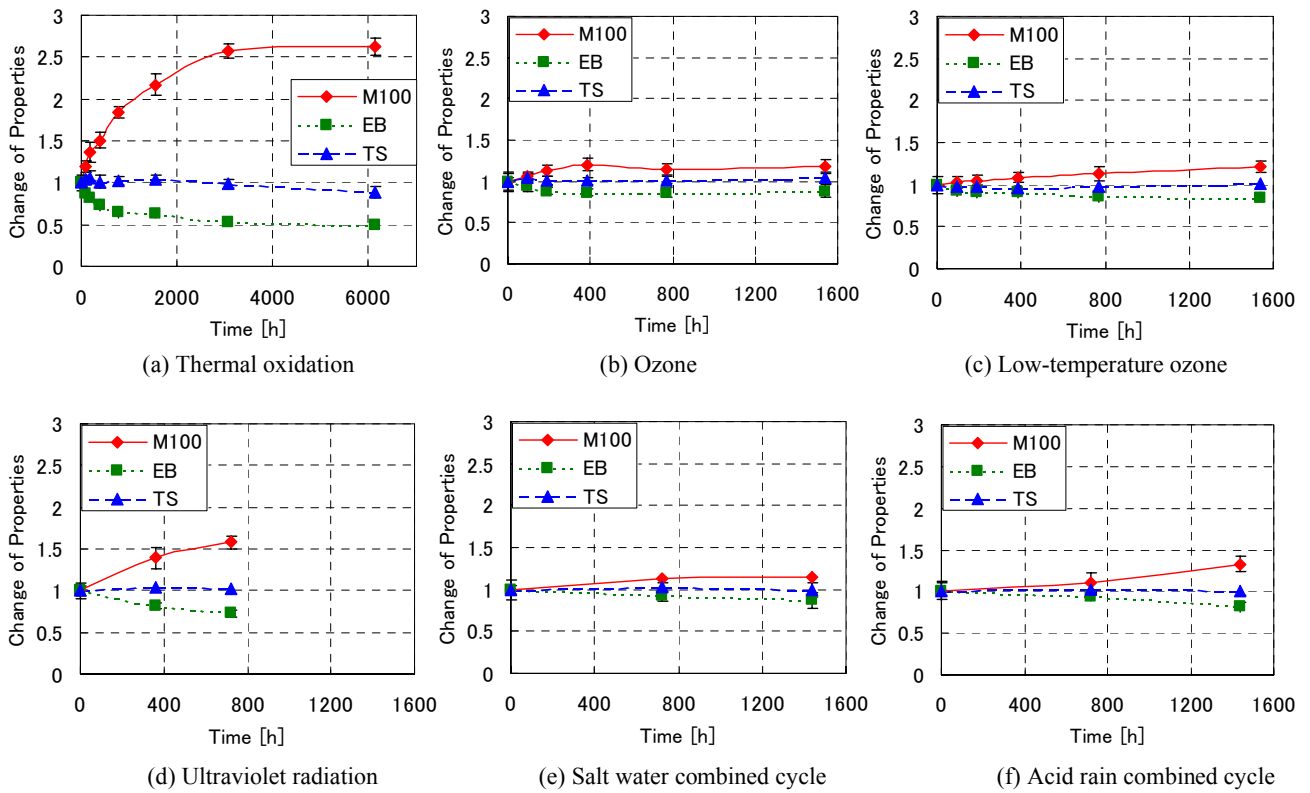 Change of Properties
3
2.5
2
1.5
1
0.5
0
0 2000 4000 6000
Time [h]
M100
EB
TS
(a) Thermal oxidation
Change of Properties
3
2.5
2
1.5
1
0.5
0
0 400 800 1200 1600
Time [h]
M100
EB
TS
(b) Ozone
Change of Properties
3
2.5
2
1.5
1
0.5
0
0 400 800 1200 1600
Time [h]
M100
EB
TS
(c) Low-temperature ozone
Change of Properties
3
2.5
2
1.5
1
0.5
0
0 400 800 1200 1600
Time [h]
M100
EB
TS
(d) Ultraviolet radiation
Change of Properties
3
2.5
2
1.5
1
0.5
0
0 400 800 1200 1600
Time [h]
M100
EB
TS
(e) Salt water combined cycle
Change of Properties
3
2.5
2
1.5
1
0.5
0
0 400 800 1200 1600
Time [h]
M100
EB
TS
(f) Acid rain combined cycle